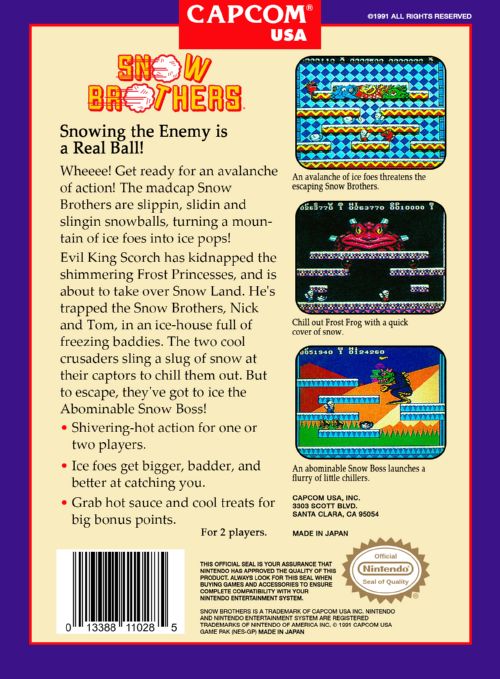 CAPCOM®
USA
©1991 ALL RIGHTS RESERVED
SNOW
BROTHERS
Snowing the Enemy is
a Real Ball!
Wheeee! Get ready for an avalanche
of action! The madcap Snow
Brothers are slippin, slidin and
slingin snowballs, turning a moun-
tain of ice foes into ice pops!
Evil King Scorch has kidnapped the
shimmering Frost Princesses, and is
about to take over Snow Land. He's
trapped the Snow Brothers, Nick
and Tom, in an ice-house full of
freezing baddies. The two cool
crusaders sling a slug of snow at
their captors to chill them out. But
to escape, they've got to ice the
Abominable Snow Boss!
• Shivering-hot action for one or
two players.
• Ice foes get bigger, badder, and
better at catching you.
• Grab hot sauce and cool treats for
big bonus points.
For 2 players.
An avalanche of ice foes threatens the
escaping Snow Brothers.
0263770 0263770 0010000
Chill out Frost Frog with a quick
cover of snow.
0051940 0124260
An abominable Snow Boss launches a
flurry of little chillers.
CAPCOM USA, INC.
3303 SCOTT BLVD.
SANTA CLARA, CA 95054
MADE IN JAPAN
0 13388 11028 5
THIS OFFICIAL SEAL IS YOUR ASSURANCE THAT
NINTENDO HAS APPROVED THE QUALITY OF THIS
PRODUCT. ALWAYS LOOK FOR THIS SEAL WHEN
BUYING GAMES AND ACCESSORIES TO ENSURE
COMPLETE COMPATIBILITY WITH YOUR
NINTENDO ENTERTAINMENT SYSTEM.
SNOW BROTHERS IS A TRADEMARK OF CAPCOM USA INC. NINTENDO
AND NINTENDO ENTERTAINMENT SYSTEM ARE REGISTERED
TRADEMARKS OF NINTENDO OF AMERICA INC. © 1991 CAPCOM USA
GAME PAK (NES-GP) MADE IN JAPAN
Official
Nintendo
Seal of Quality